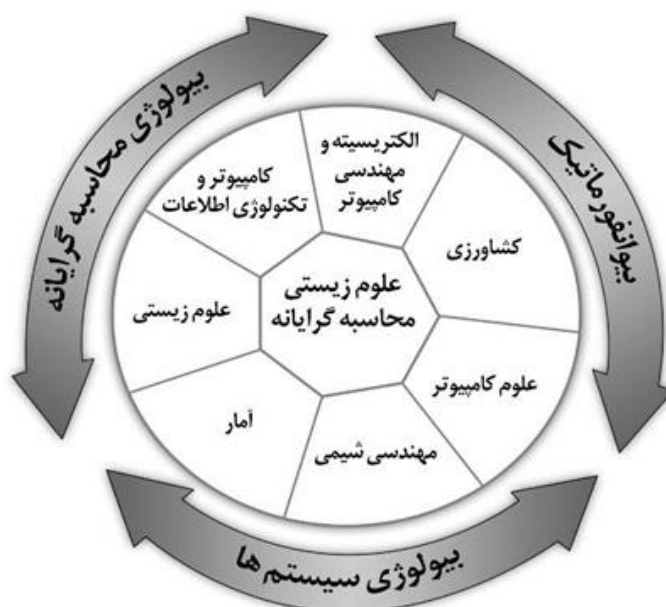 بیولوژی محاسبه گرایانه
بیوانفورماتیک
الکتریسیته و
مهندسی
کامپیوتر
کامپیوتر و
تکنولوژی اطلاعات
کشاورزی
علوم زیستی
محاسبه گرایانه
علوم زیستی
علوم کامپیوتر
آمار
مهندسی شیمی
بیولوژی سیستم ها